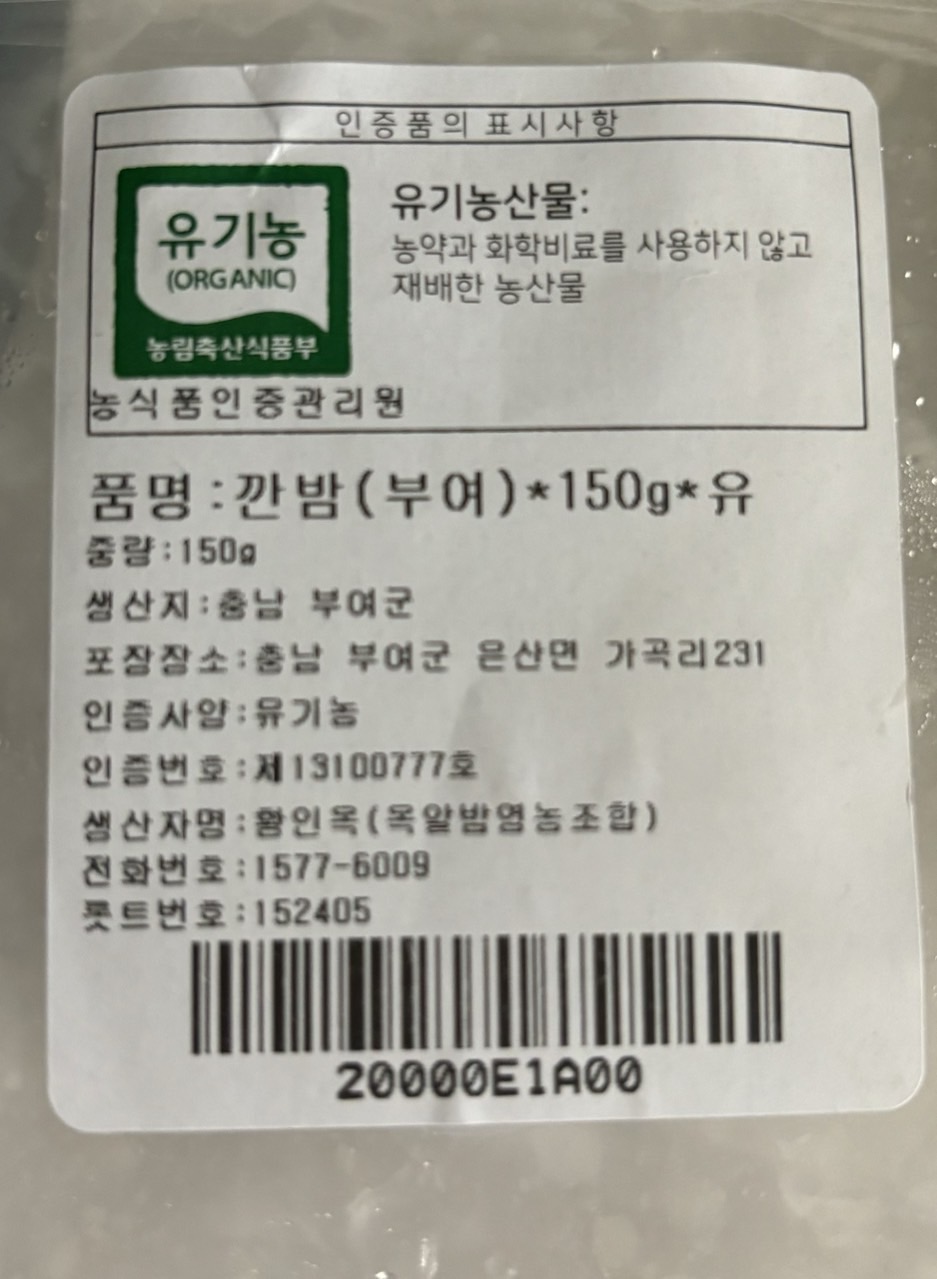 인증품의 표시사항
유기농
(ORGANIC)
농림축산식품부
유기농산물:
농약과 화학비료를 사용하지 않고
재배한 농산물
농식품인증관리원
품명:깐밤(부여)*150g*유
중량:150g
생산지:충남 부여군
포장장소:충남 부여군 은산면 가곡리231
인증사양:유기농
인증번호:제13100777호
생산자명:황인옥(옥알밤영농조합)
전화번호:1577-6009
롯트번호:152405
20000E1A00